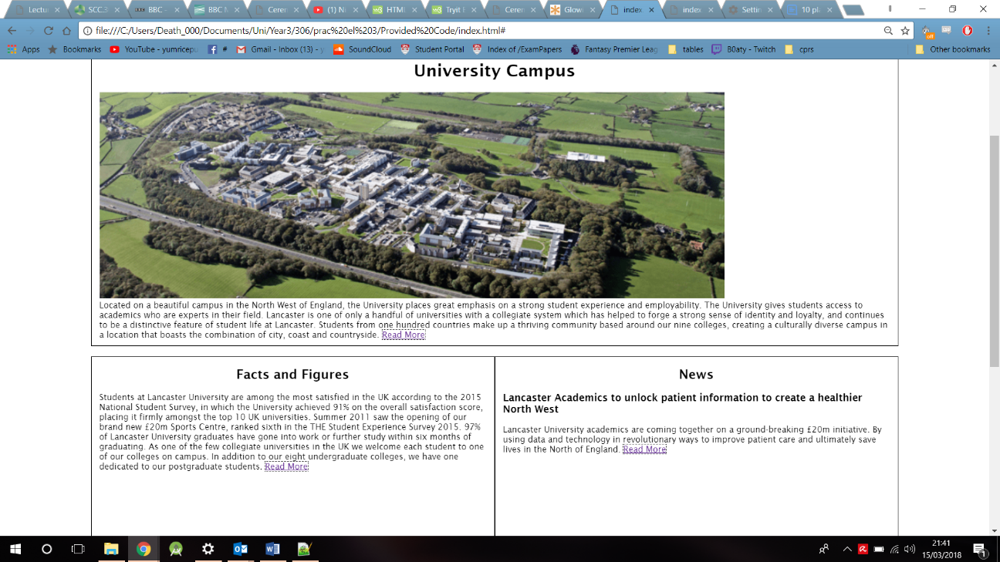 Lectur
SCC.3
BBC -
BBC M
Cerem
(1) Ni
HTML
Tryit E
Cerem
Glowi
index
index
Settin
10 pla
file:///C:/Users/Death_000/Documents/Uni/Year3/306/prac%20el%203/Provided%20Code/index.html#
off
Apps Bookmarks YouTube - yumricepu # Gmail - Inbox (13) - y SoundCloud Student Portal Index of /ExamPapers Fantasy Premier Leag tables B0aty - Twitch cprs Other bookmarks
University Campus
Located on a beautiful campus in the North West of England, the University places great emphasis on a strong student experience and employability. The University gives students access to
academics who are experts in their field. Lancaster is one of only a handful of universities with a collegiate system which has helped to forge a strong sense of identity and loyalty, and continues
to be a distinctive feature of student life at Lancaster. Students from one hundred countries make up a thriving community based around our nine colleges, creating a culturally diverse campus in
a location that boasts the combination of city, coast and countryside. Read More
Facts and Figures
Students at Lancaster University are among the most satisfied in the UK according to the 2015
National Student Survey, in which the University achieved 91% on the overall satisfaction score,
placing it firmly amongst the top 10 UK universities. Summer 2011 saw the opening of our
brand new £20m Sports Centre, ranked sixth in the THE Student Experience Survey 2015. 97%
of Lancaster University graduates have gone into work or further study within six months of
graduating. As one of the few collegiate universities in the UK we welcome each student to one
of our colleges on campus. In addition to our eight undergraduate colleges, we have one
dedicated to our postgraduate students. Read More
News
Lancaster Academics to unlock patient information to create a healthier
North West
Lancaster University academics are coming together on a ground-breaking £20m initiative. By
using data and technology in revolutionary ways to improve patient care and ultimately save
lives in the North of England. Read More
21:41
15/03/2018
1